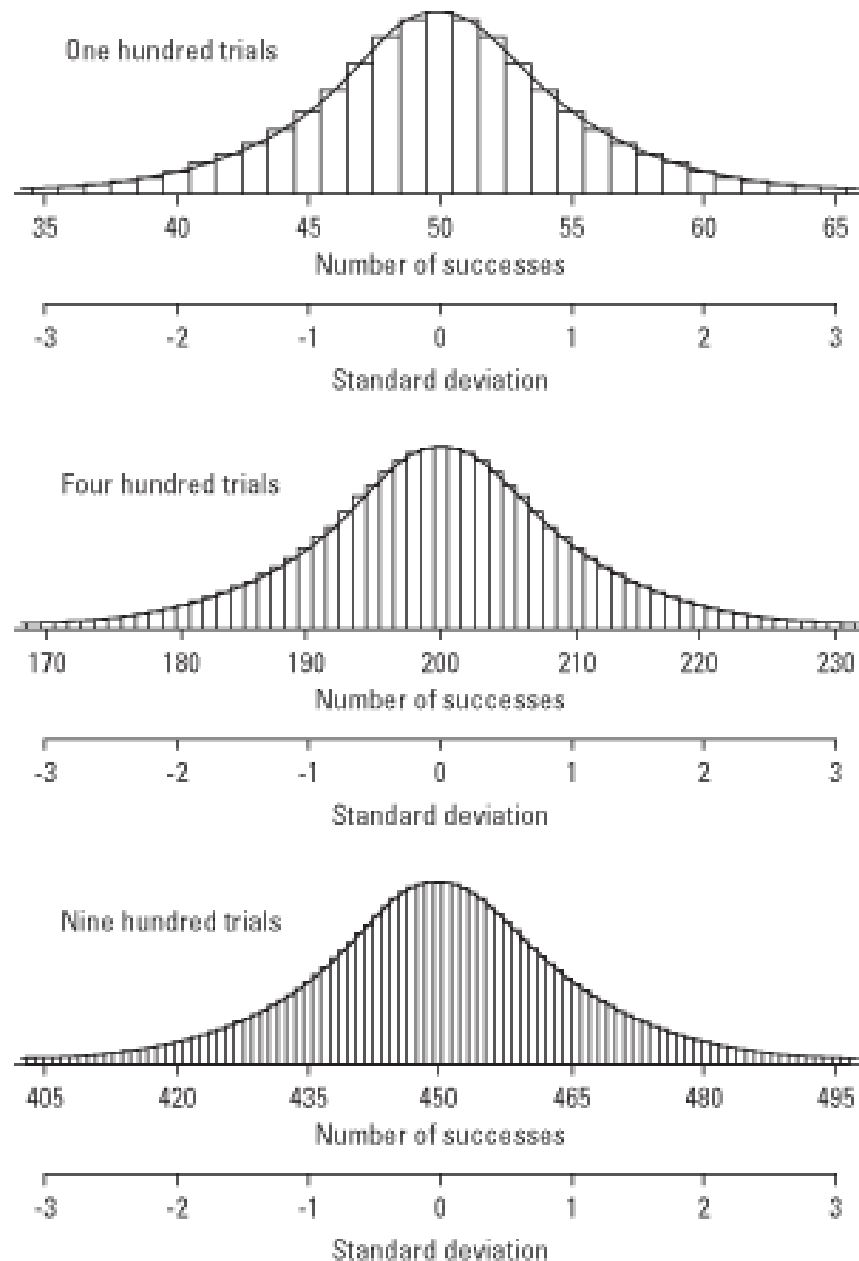 One hundred trials
35 40 45 50 55 60 65
Number of successes
-3 -2 -1 0 1 2 3
Standard deviation
Four hundred trials
170 180 190 200 210 220 230
Number of successes
-3 -2 -1 0 1 2 3
Standard deviation
Nine hundred trials
405 420 435 450 465 480 495
Number of successes
-3 -2 -1 0 1 2 3
Standard deviation